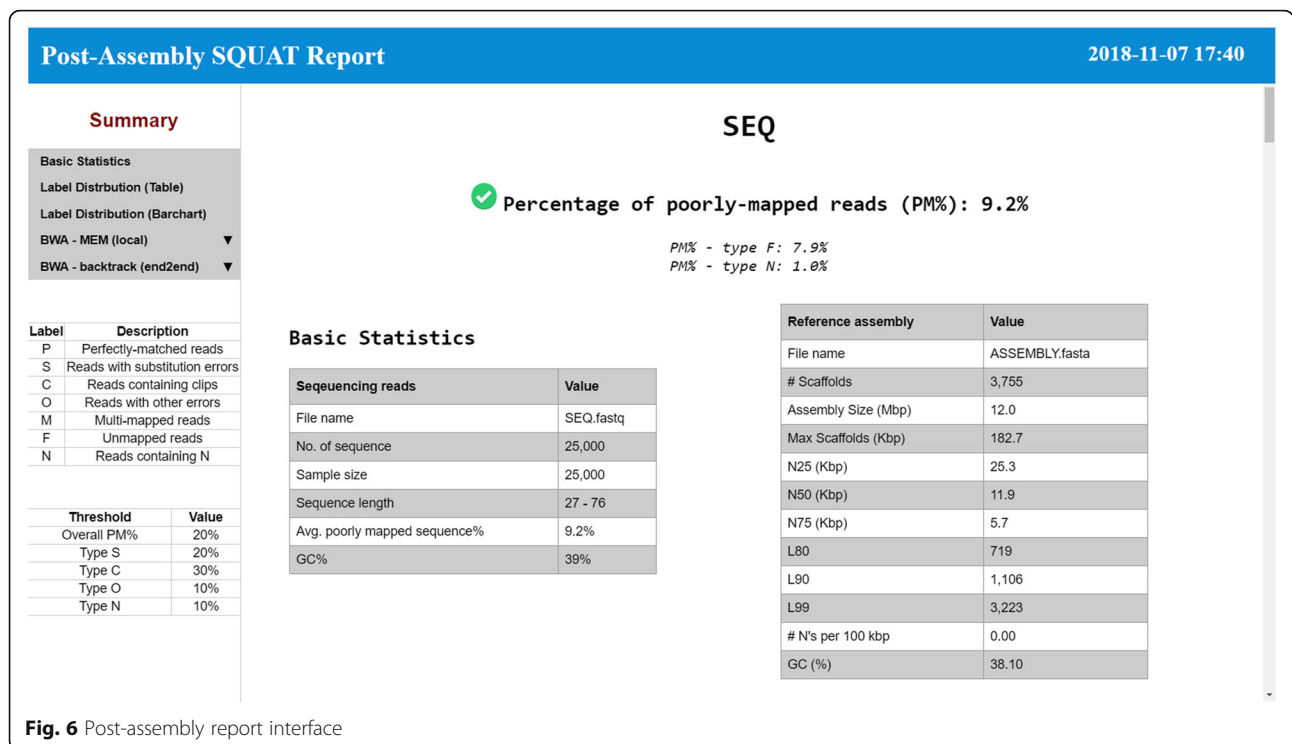 Post-Assembly SQUAT Report 2018-11-07 17:40
Summary
Basic Statistics
Label Distrbution (Table)
Label Distribution (Barchart)
BWA - MEM (local) ▼
BWA - backtrack (end2end) ▼
Label Description
P Perfectly-matched reads
S Reads with substitution errors
C Reads containing clips
O Reads with other errors
M Multi-mapped reads
F Unmapped reads
N Reads containing N
Threshold Value
Overall PM% 20%
Type S 20%
Type C 30%
Type O 10%
Type N 10%
SEQ
Percentage of poorly-mapped reads (PM%): 9.2%
PM% - type F: 7.9%
PM% - type N: 1.0%
Basic Statistics
Seqeuencing reads Value
File name SEQ.fastq
No. of sequence 25,000
Sample size 25,000
Sequence length 27 - 76
Avg. poorly mapped sequence% 9.2%
GC% 39%
Reference assembly Value
File name ASSEMBLY.fasta
# Scaffolds 3,755
Assembly Size (Mbp) 12.0
Max Scaffolds (Kbp) 182.7
N25 (Kbp) 25.3
N50 (Kbp) 11.9
N75 (Kbp) 5.7
L80 719
L90 1,106
L99 3,223
# N's per 100 kbp 0.00
GC (%) 38.10
Fig. 6 Post-assembly report interface